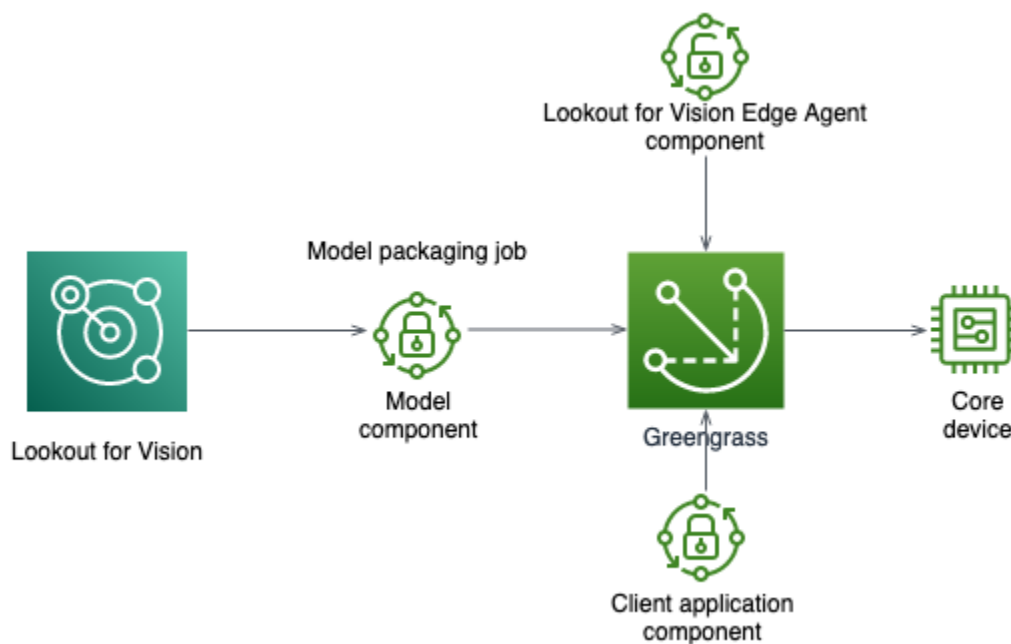 Lookout for Vision Edge Agent
component
Model packaging job
Lookout for Vision
Model
component
Greengrass
Core
device
Client application
component